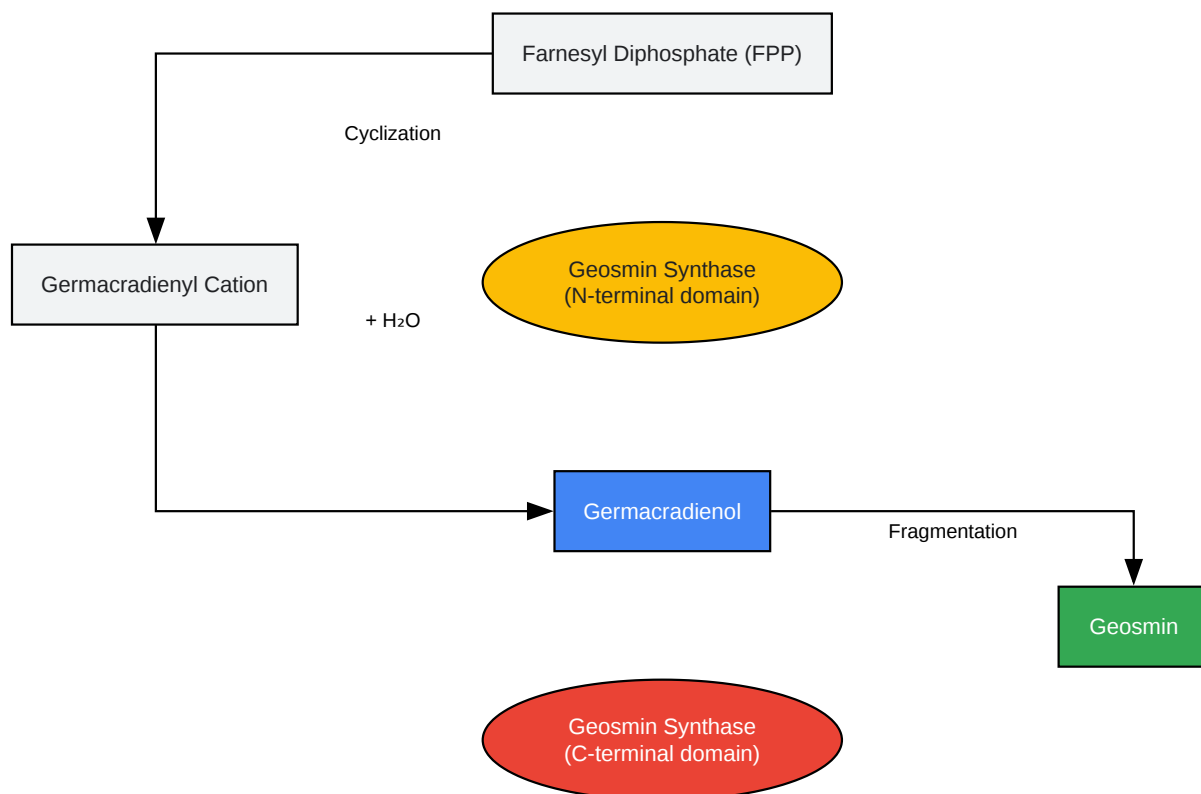 Farnesyl Diphosphate (FPP)
Cyclization
Germacradienyl Cation
Geosmin Synthase
(N-terminal domain)
+ H₂O
Germacradienol
Fragmentation
Geosmin
Geosmin Synthase
(C-terminal domain)